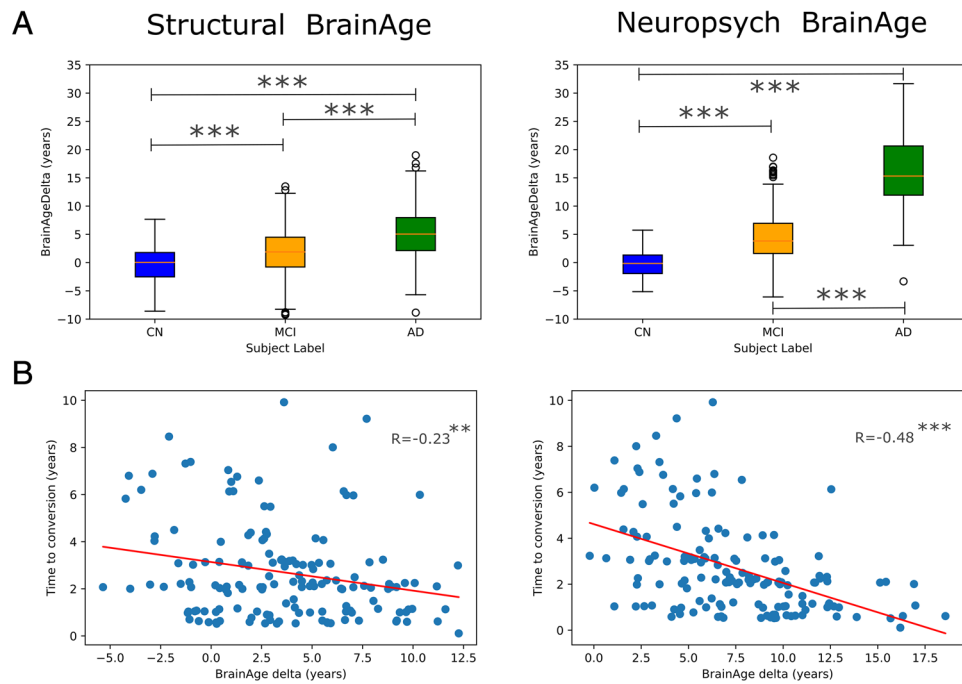 A
Structural BrainAge
Neuropsych BrainAge
35
30
25
20
15
10
5
0
−5
−10
BrainAgeDelta (years)
***
***
***
CN
MCI
AD
Subject Label
35
30
25
20
15
10
5
0
−5
−10
BrainAgeDelta (years)
***
***
***
CN
MCI
AD
Subject Label
B
10
8
6
4
2
0
Time to conversion (years)
R=-0.23**
−5.0
−2.5
0.0
2.5
5.0
7.5
10.0
12.5
BrainAge delta (years)
10
8
6
4
2
0
Time to conversion (years)
R=-0.48***
0.0
2.5
5.0
7.5
10.0
12.5
15.0
17.5
BrainAge delta (years)